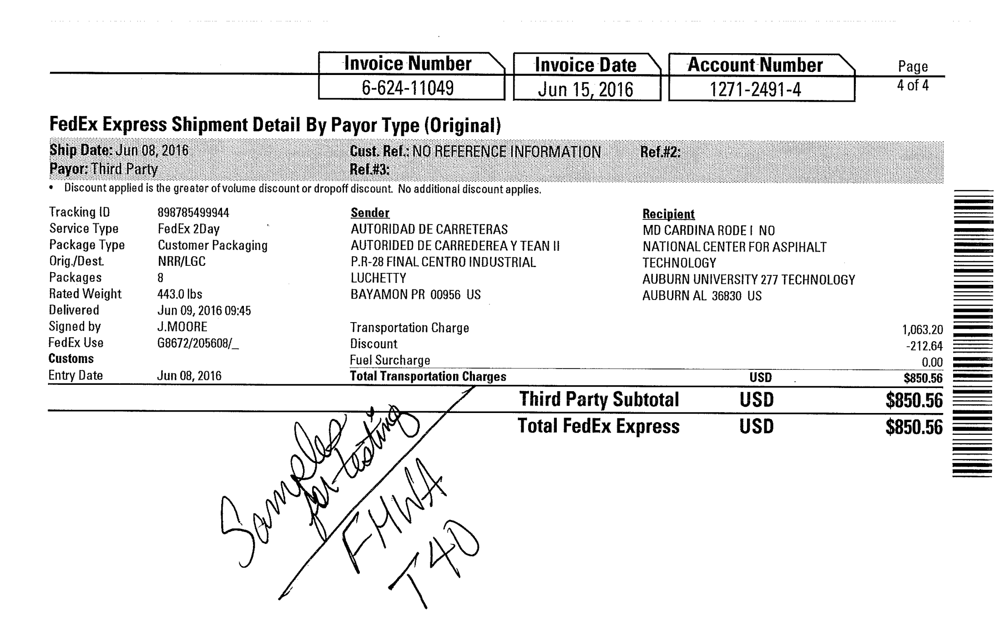 Invoice Number Invoice Date Account Number Page
6-624-11049 Jun 15, 2016 1271-2491-4 4 of 4
FedEx Express Shipment Detail By Payor Type (Original)
Ship Date: Jun 08, 2016 Cust. Ref.: NO REFERENCE INFORMATION Ref.#2:
Payor: Third Party Ref.#3:
• Discount applied is the greater of volume discount or dropoff discount. No additional discount applies.
Tracking ID 898785499944 Sender Recipient
Service Type FedEx 2Day AUTORIDAD DE CARRETERAS MD CARDINA RODE I NO
Package Type Customer Packaging AUTORIDED DE CARREDEREA Y TEAN II NATIONAL CENTER FOR ASPIHALT
Orig./Dest. NRR/LGC P.R-28 FINAL CENTRO INDUSTRIAL TECHNOLOGY
Packages 8 LUCHETTY AUBURN UNIVERSITY 277 TECHNOLOGY
Rated Weight 443.0 lbs BAYAMON PR 00956 US AUBURN AL 36830 US
Delivered Jun 09, 2016 09:45
Signed by J.MOORE Transportation Charge 1,063.20
FedEx Use G8672/205608/_ Discount -212.64
Customs Fuel Surcharge 0.00
Entry Date Jun 08, 2016 Total Transportation Charges USD $850.56
Third Party Subtotal USD $850.56
Total FedEx Express USD $850.56
Samples
for testing
FHWA
T40